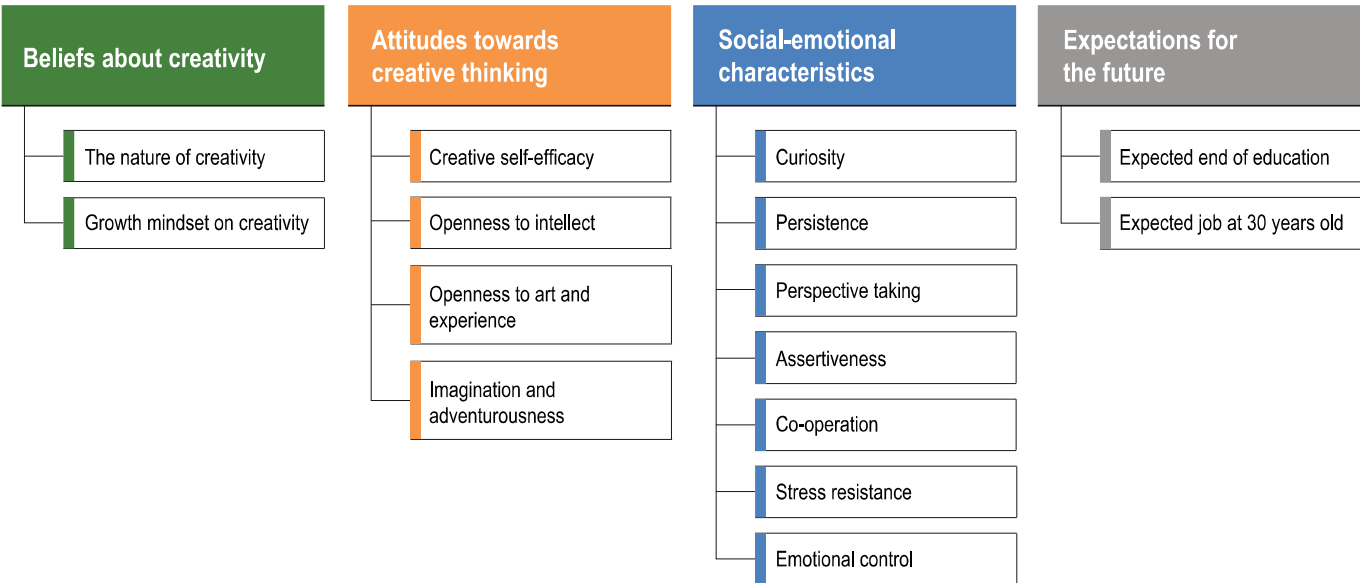 Beliefs about creativity
The nature of creativity
Growth mindset on creativity
Attitudes towards
creative thinking
Creative self-efficacy
Openness to intellect
Openness to art and
experience
Imagination and
adventurousness
Social-emotional
characteristics
Curiosity
Persistence
Perspective taking
Assertiveness
Co-operation
Stress resistance
Emotional control
Expectations for
the future
Expected end of education
Expected job at 30 years old